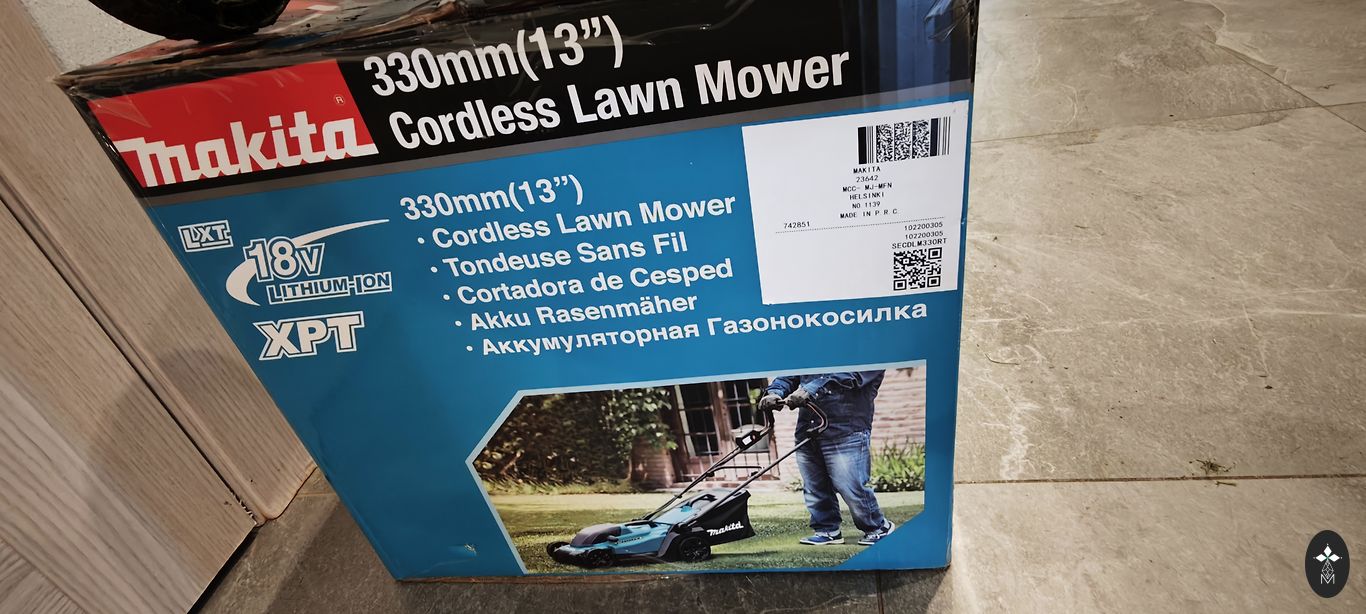 330mm(13”)
Cordless Lawn Mower
makita®
330mm(13”)
• Cordless Lawn Mower
• Tondeuse Sans Fil
• Cortadora de Cesped
• Akku Rasenmäher
• Аккумуляторная Газонокосилка
LXT
18V
LITHIUM-ION
XPT
MAKITA
23642
MCC- MJ-MFN
HELSINKI
NO 1139
MADE IN P.R.C.
742851
102200305
102200305
SECDLM330RT
makita
M